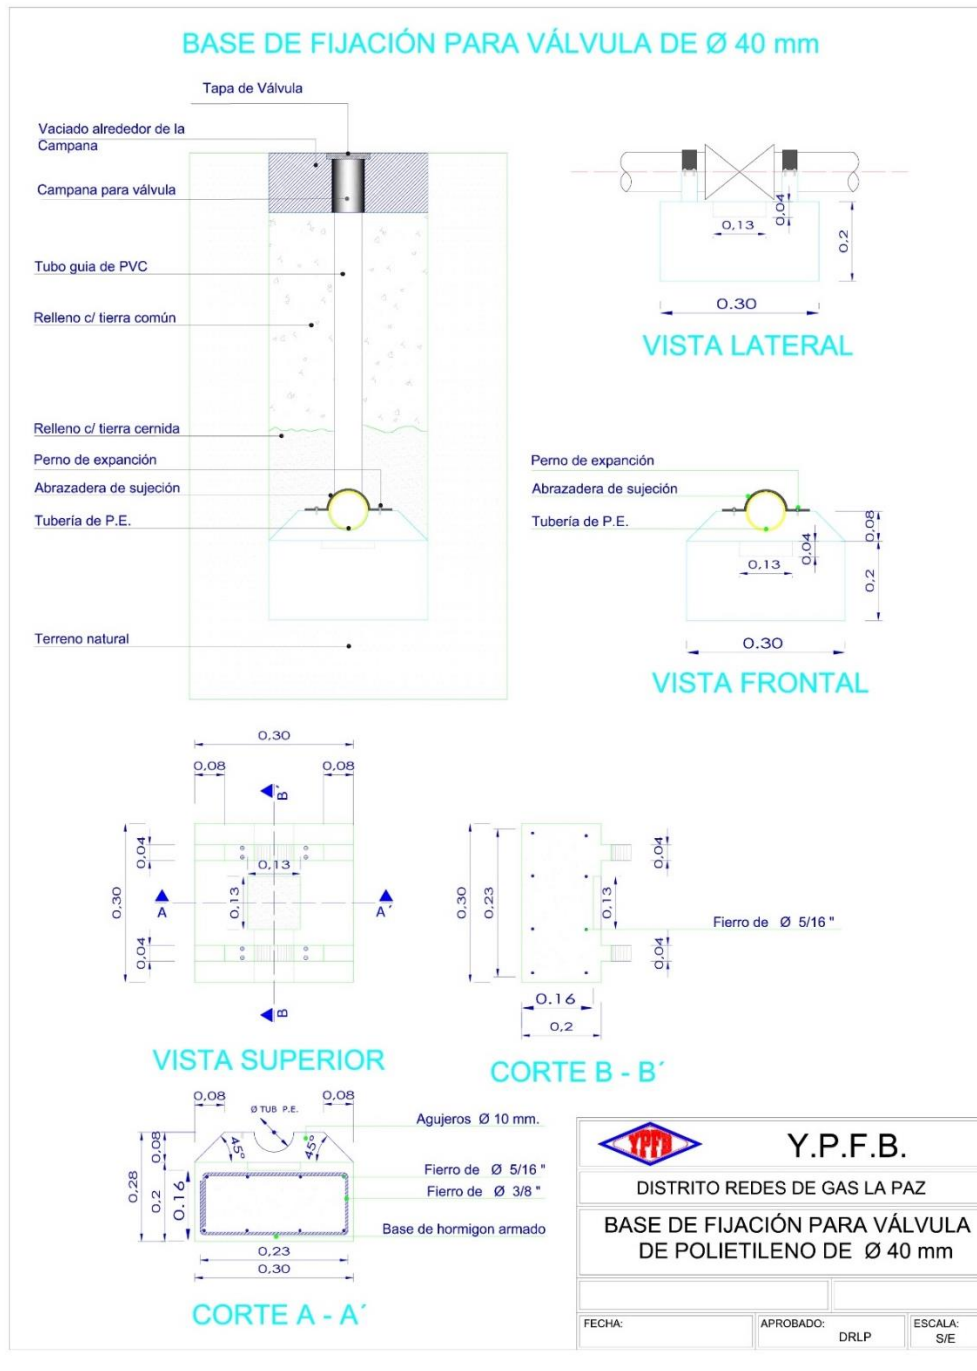 BASE DE FIJACIÓN PARA VÁLVULA DE Ø 40 mm
Tapa de Válvula
Vaciado alrededor de la
Campana
Campana para válvula
Tubo guia de PVC
Relleno c/ tierra común
Relleno c/ tierra cernida
Perno de expanción
Abrazadera de sujeción
Tubería de P.E.
Terreno natural
0,04
0,13
0,2
0.30
VISTA LATERAL
Perno de expanción
Abrazadera de sujeción
Tubería de P.E.
0,08
0,04
0,13
0,2
0.30
VISTA FRONTAL
0,30
0,08
0,08
B´
0,04
0,13
0,30
0,13
A
A´
0,04
B
VISTA SUPERIOR
0,04
0,30
0,23
0,13
Fierro de Ø 5/16 "
0,04
0.16
0,2
CORTE B - B´
0,08
0,08
Ø TUB P.E.
Agujeros Ø 10 mm.
45°
45°
0,08
0,28
0,2
0.16
Fierro de Ø 5/16 "
Fierro de Ø 3/8 "
Base de hormigon armado
0,23
0,30
CORTE A - A´
YPFB
Y.P.F.B.
DISTRITO REDES DE GAS LA PAZ
BASE DE FIJACIÓN PARA VÁLVULA
DE POLIETILENO DE Ø 40 mm
FECHA:
APROBADO:
DRLP
ESCALA:
S/E